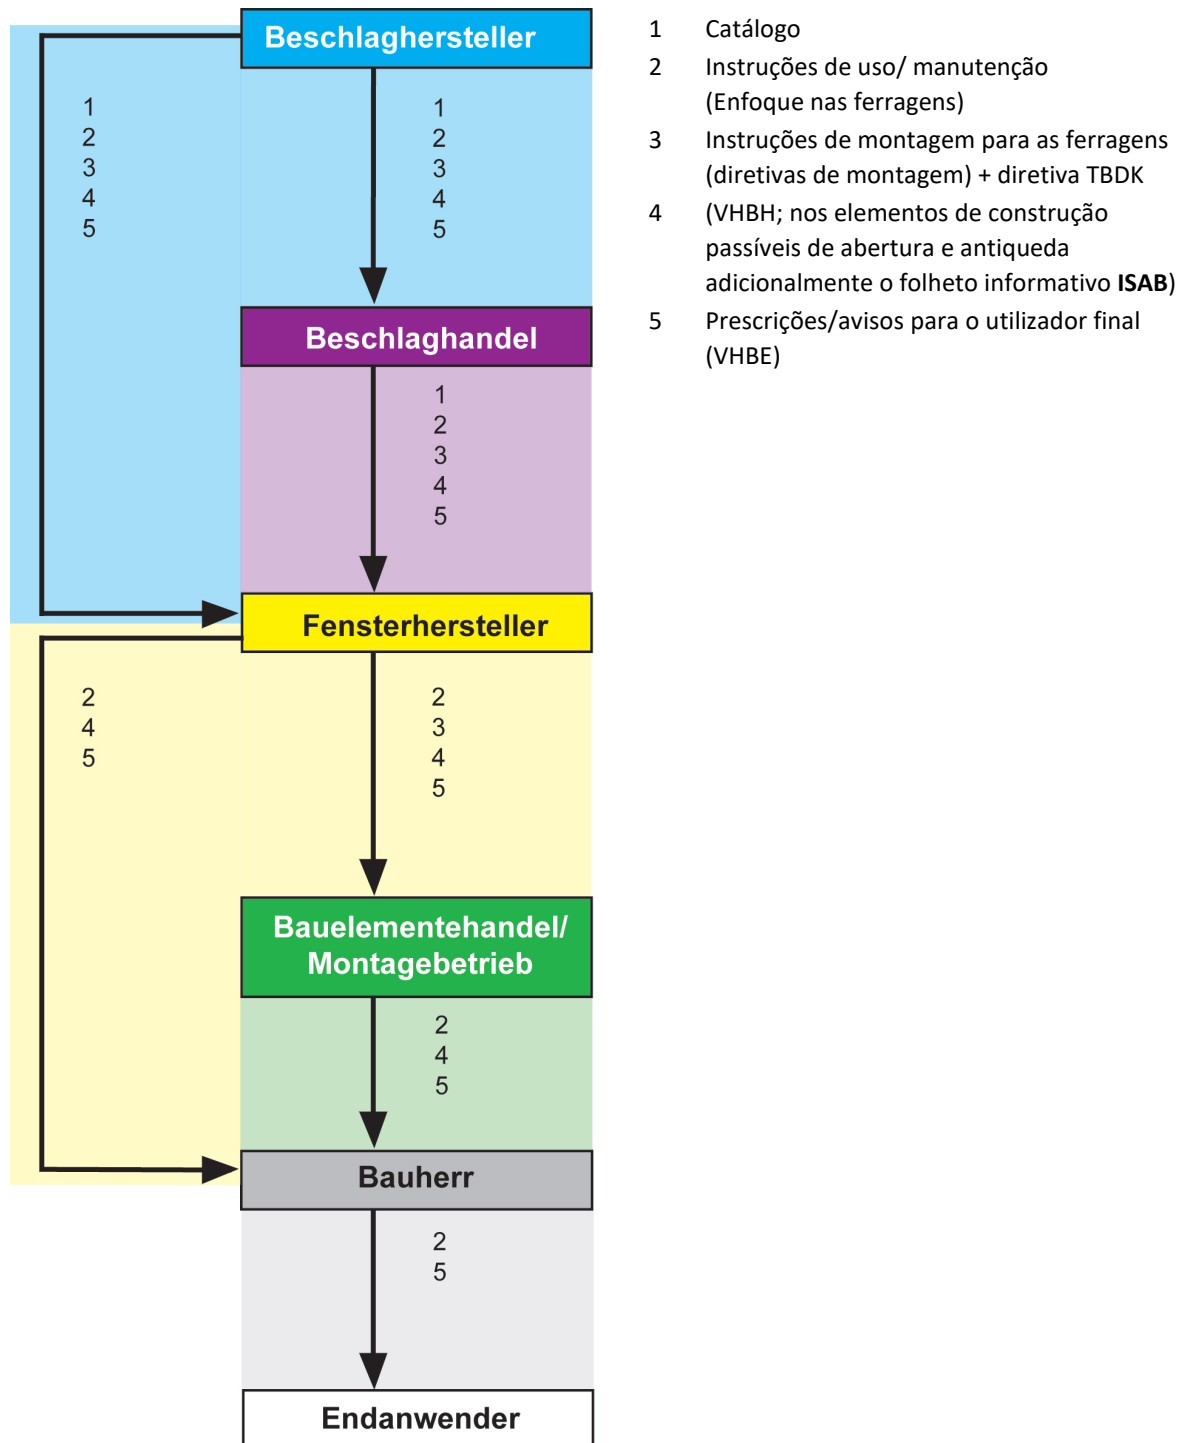 Beschlaghersteller
1
2
3
4
5
1
2
3
4
5
Beschlaghandel
1
2
3
4
5
Fensterhersteller
2
4
5
2
3
4
5
Bauelementehandel/
Montagebetrieb
2
4
5
Bauherr
2
5
Endanwender
1 Catálogo
2 Instruções de uso/ manutenção
(Enfoque nas ferragens)
3 Instruções de montagem para as ferragens
(diretivas de montagem) + diretiva TBDK
4 (VHBH; nos elementos de construção
passíveis de abertura e antiqueda
adicionalmente o folheto informativo ISAB)
5 Prescrições/avisos para o utilizador final
(VHBE)